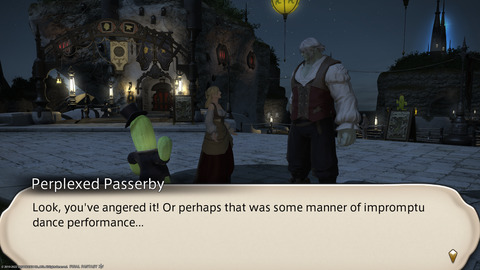 Perplexed Passerby
Look, you've angered it! Or perhaps that was some manner of impromptu
dance performance...